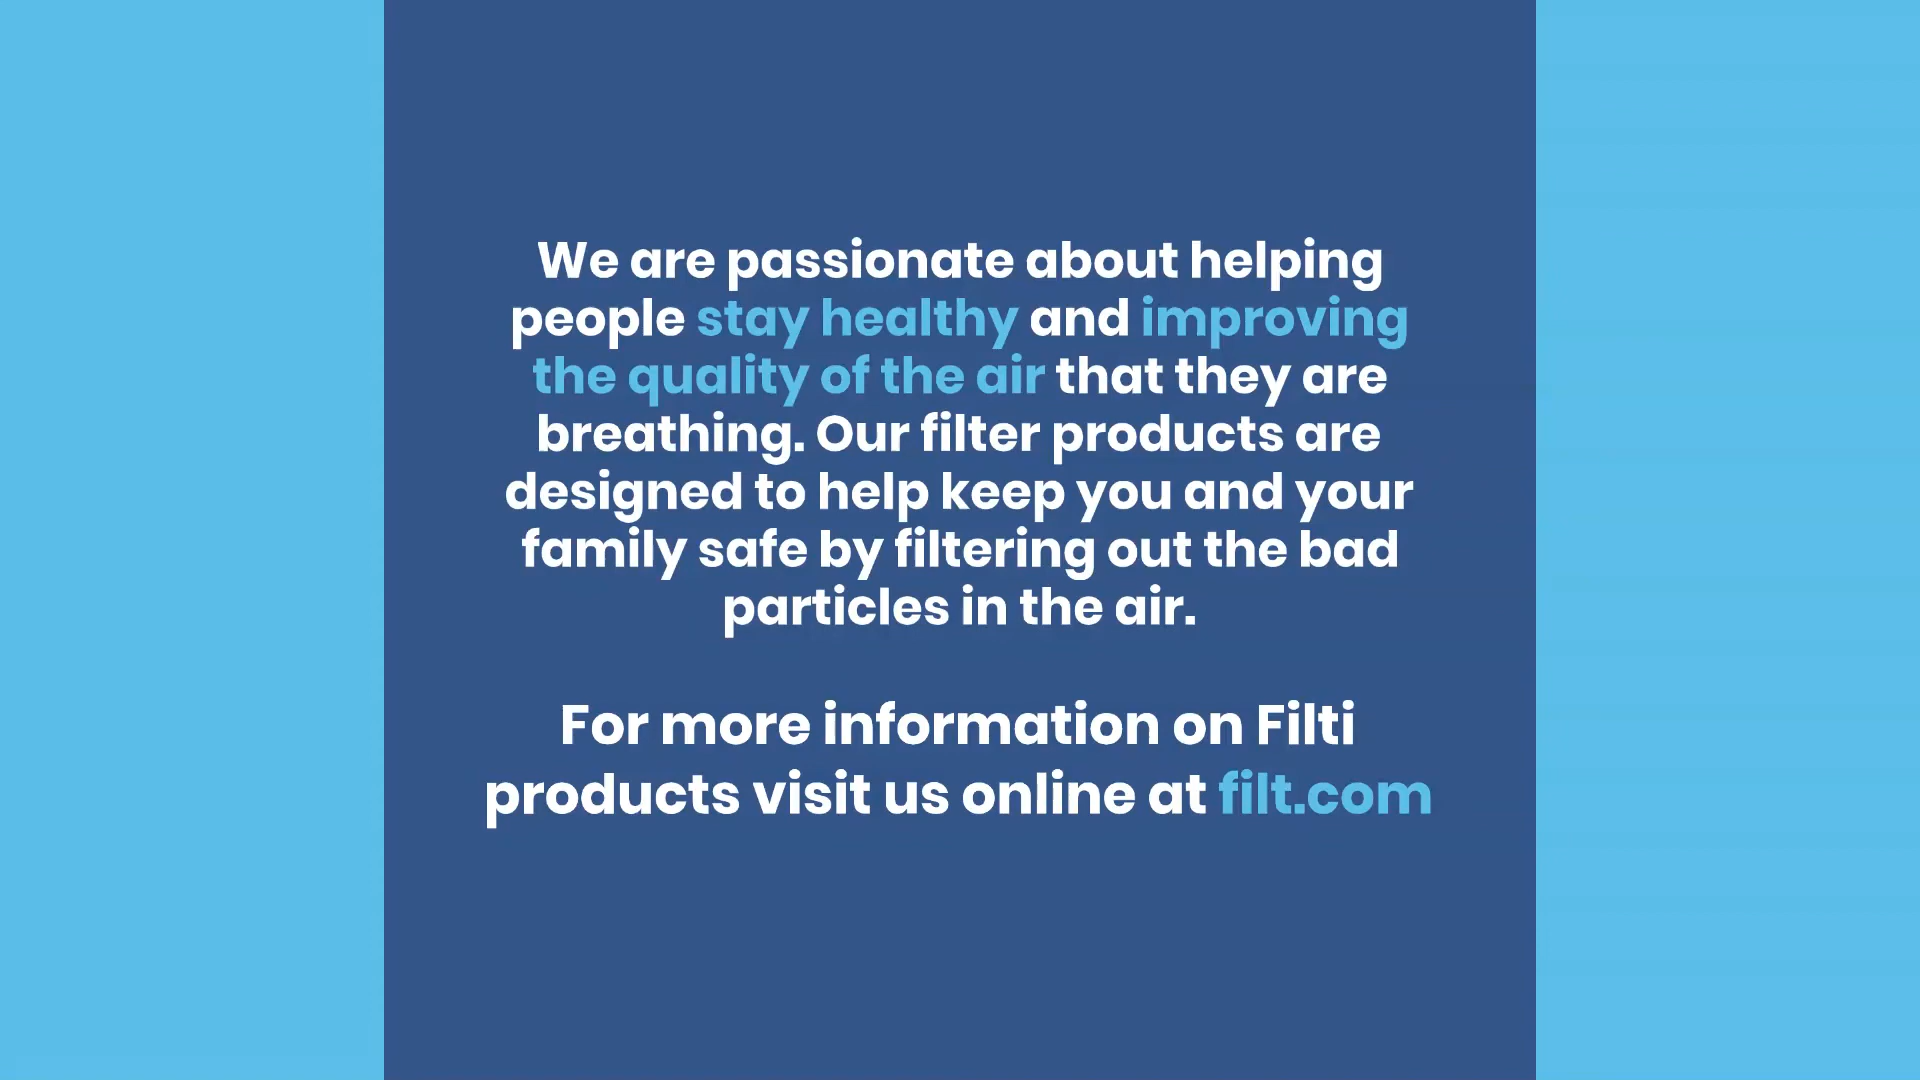 We are passionate about helping
people stay healthy and improving
the quality of the air that they are
breathing. Our filter products are
designed to help keep you and your
family safe by filtering out the bad
particles in the air.
For more information on Filti
products visit us online at filt.com